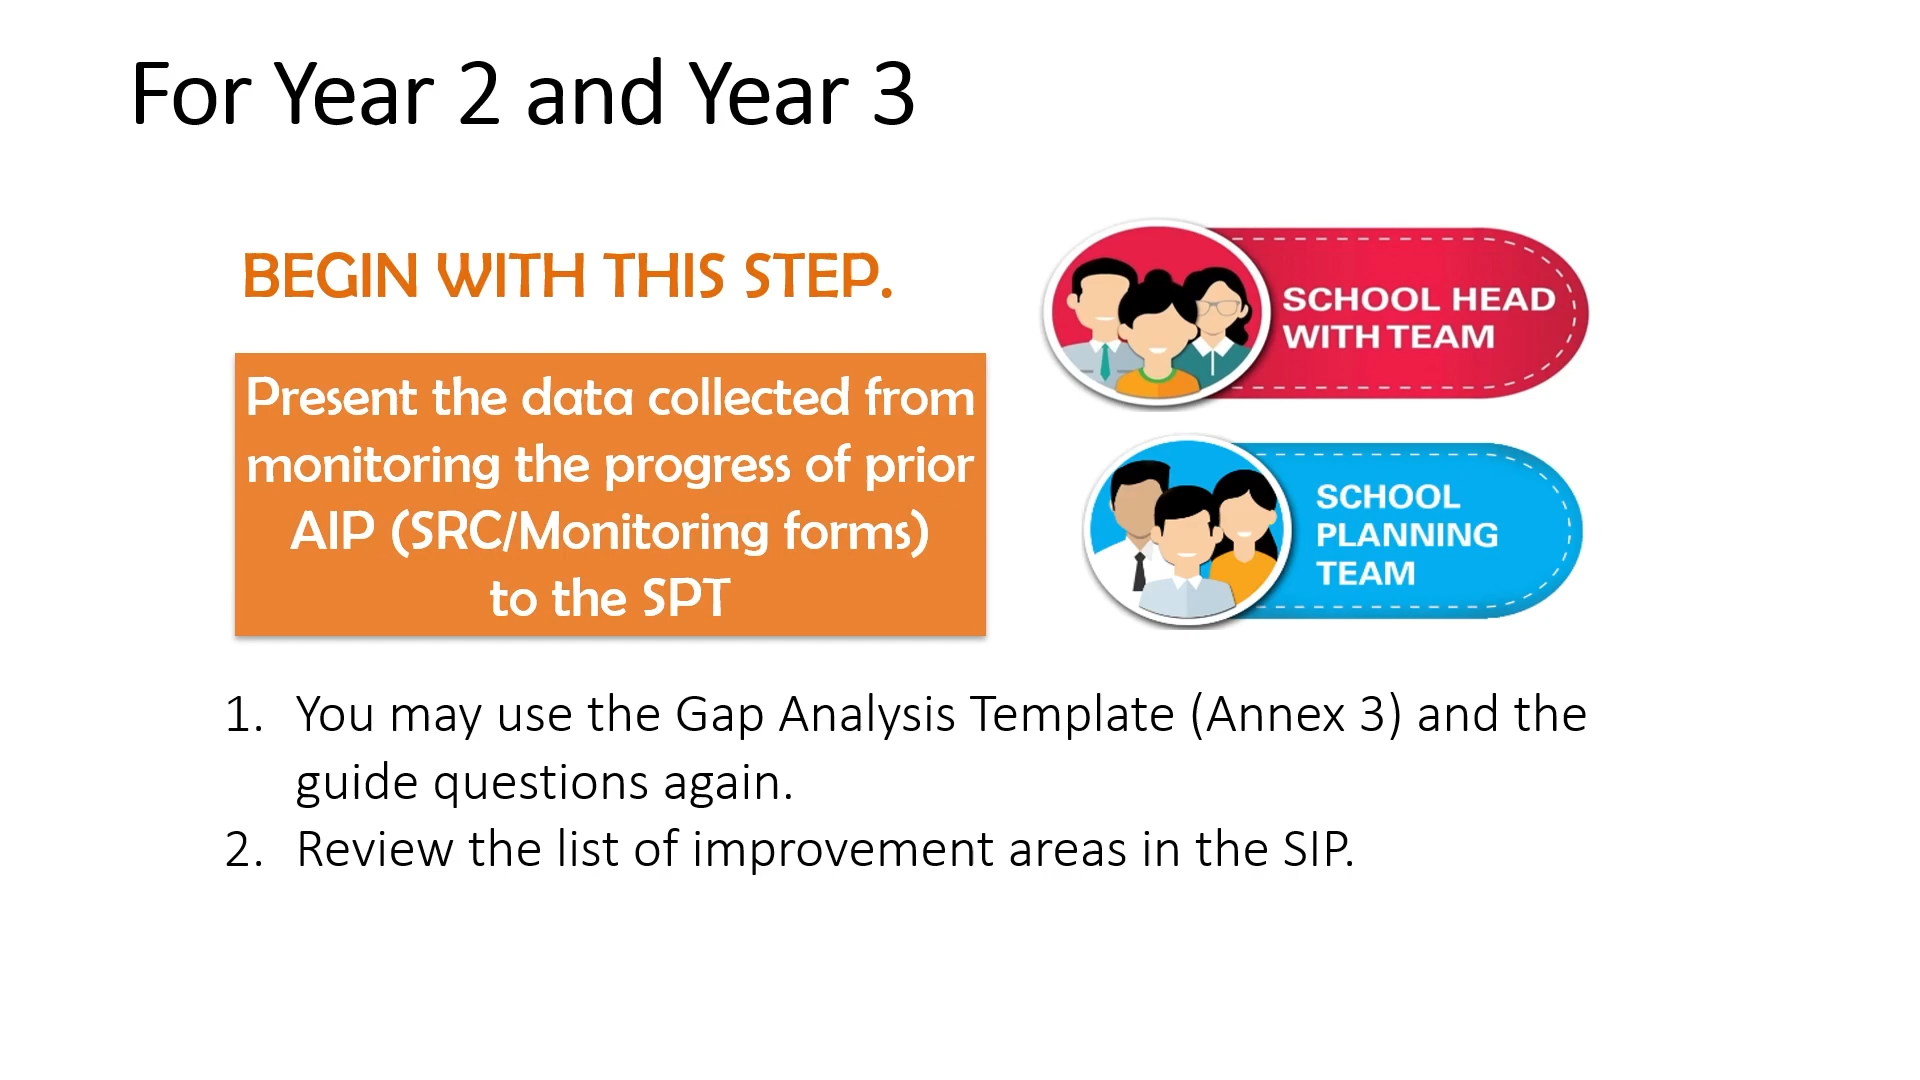 For Year 2 and Year 3
BEGIN WITH THIS STEP.
Present the data collected from
monitoring the progress of prior
AIP (SRC/Monitoring forms)
to the SPT
SCHOOL HEAD
WITH TEAM
SCHOOL
PLANNING
TEAM
1. You may use the Gap Analysis Template (Annex 3) and the
guide questions again.
2. Review the list of improvement areas in the SIP.